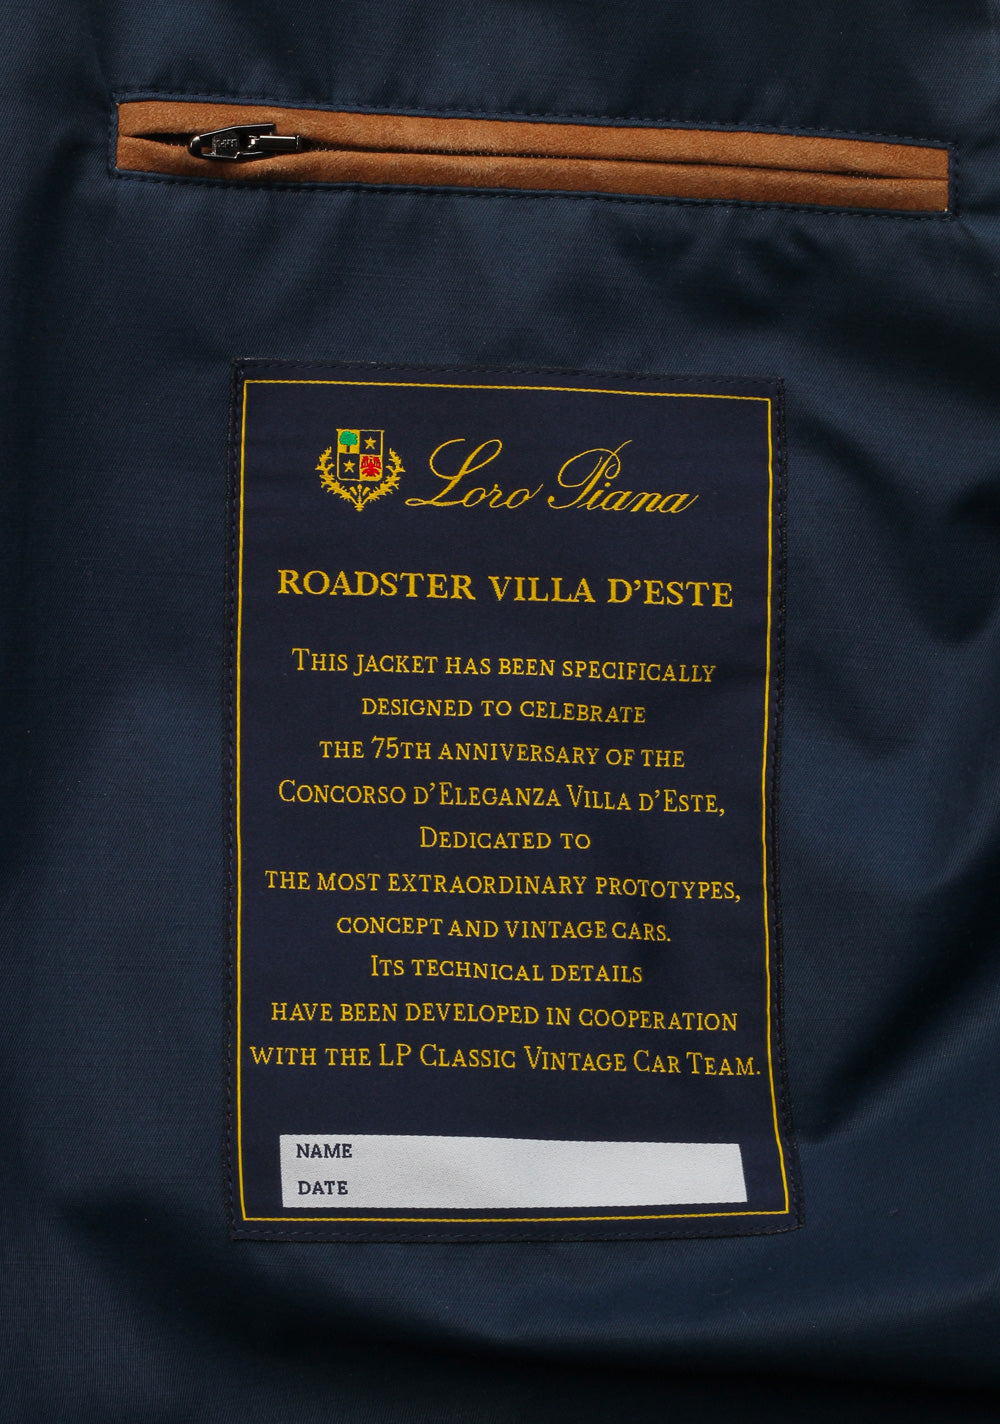 Loro Piana
ROADSTER VILLA D'ESTE
THIS JACKET HAS BEEN SPECIFICALLY
DESIGNED TO CELEBRATE
THE 75TH ANNIVERSARY OF THE
CONCORSO D'ELEGANZA VILLA D'ESTE,
DEDICATED TO
THE MOST EXTRAORDINARY PROTOTYPES,
CONCEPT AND VINTAGE CARS.
ITS TECHNICAL DETAILS
HAVE BEEN DEVELOPED IN COOPERATION
WITH THE LP CLASSIC VINTAGE CAR TEAM.
NAME
DATE